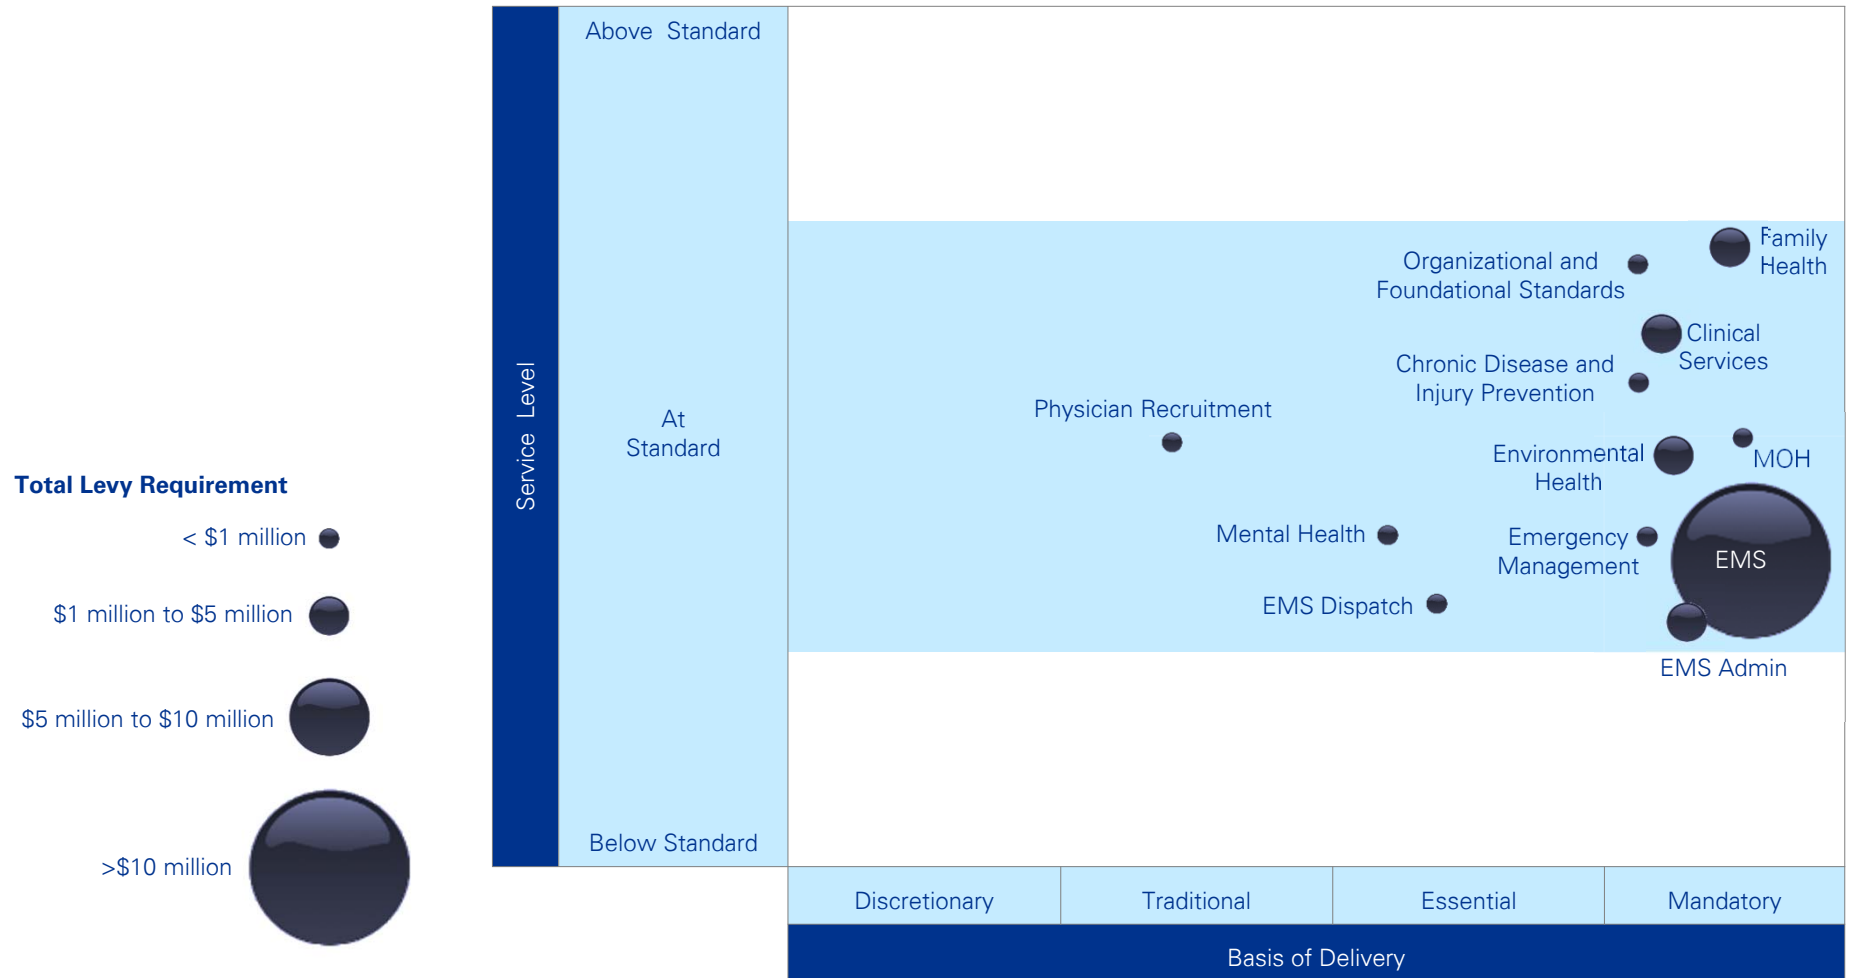 Above Standard
Family
Health
Organizational and
Foundational Standards
Clinical
Services
Chronic Disease and
Injury Prevention
Service Level
At
Standard
Physician Recruitment
Environmental
Health
MOH
Total Levy Requirement
< $1 million
Mental Health
Emergency
Management
EMS
$1 million to $5 million
EMS Dispatch
EMS Admin
$5 million to $10 million
Below Standard
>$10 million
Discretionary
Traditional
Essential
Mandatory
Basis of Delivery